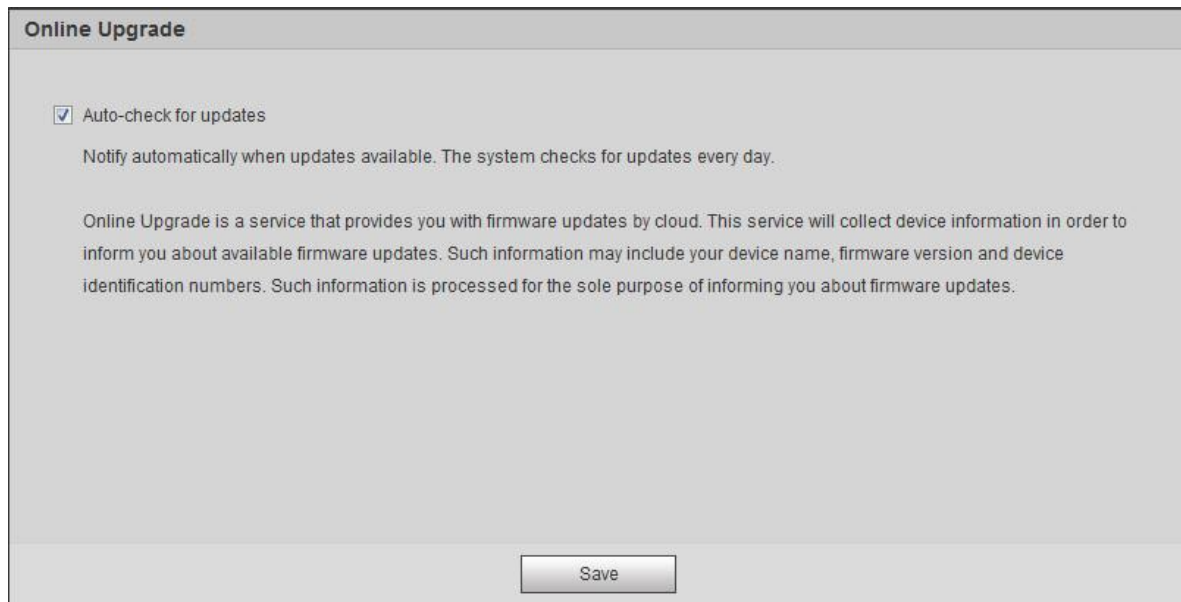 Online Upgrade
Auto-check for updates
Notify automatically when updates available. The system checks for updates every day.
Online Upgrade is a service that provides you with firmware updates by cloud. This service will collect device information in order to
inform you about available firmware updates. Such information may include your device name, firmware version and device
identification numbers. Such information is processed for the sole purpose of informing you about firmware updates.
Save